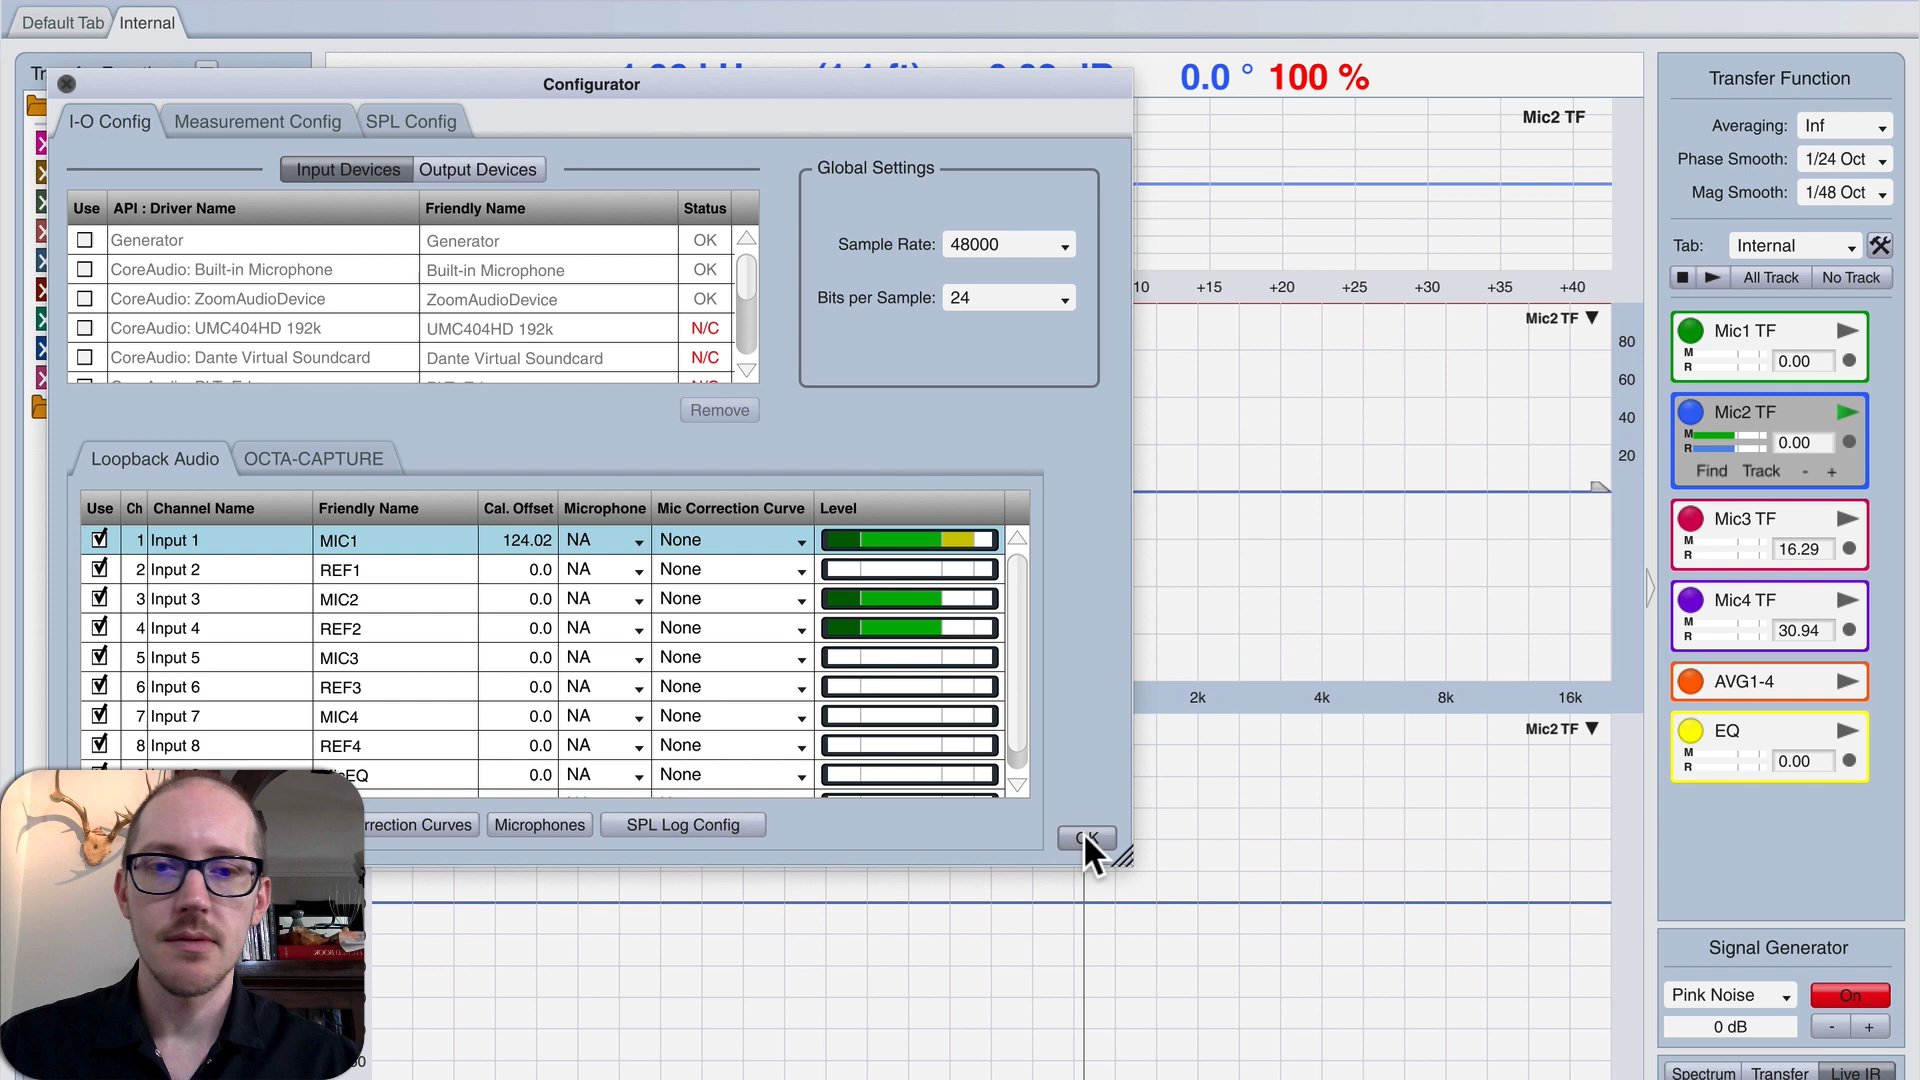 Default Tab
Internal
Configurator
0.0 ° 100 %
I-O Config
Measurement Config
SPL Config
Input Devices
Output Devices
Use API : Driver Name Friendly Name Status
Generator Generator OK
CoreAudio: Built-in Microphone Built-in Microphone OK
CoreAudio: ZoomAudioDevice ZoomAudioDevice OK
CoreAudio: UMC404HD 192k UMC404HD 192k N/C
CoreAudio: Dante Virtual Soundcard Dante Virtual Soundcard N/C
Remove
Global Settings
Sample Rate: 48000
Bits per Sample: 24
Loopback Audio
OCTA-CAPTURE
Use Ch Channel Name Friendly Name Cal. Offset Microphone Mic Correction Curve Level
1 Input 1 MIC1 124.02 NA None
2 Input 2 REF1 0.0 NA None
3 Input 3 MIC2 0.0 NA None
4 Input 4 REF2 0.0 NA None
5 Input 5 MIC3 0.0 NA None
6 Input 6 REF3 0.0 NA None
7 Input 7 MIC4 0.0 NA None
8 Input 8 REF4 0.0 NA None
0.0 NA None
Curves
Microphones
SPL Log Config
OK
Mic2 TF
10 +15 +20 +25 +30 +35 +40
Mic2 TF
80
60
40
20
2k 4k 8k 16k
Mic2 TF
Transfer Function
Averaging: Inf
Phase Smooth: 1/24 Oct
Mag Smooth: 1/48 Oct
Tab: Internal
All Track
No Track
Mic1 TF
M
R
0.00
Mic2 TF
M
R
0.00
Find Track - +
Mic3 TF
M
R
16.29
Mic4 TF
M
R
30.94
AVG1-4
EQ
M
R
0.00
Signal Generator
Pink Noise
On
0 dB
- +
Spectrum
Transfer
Live IR